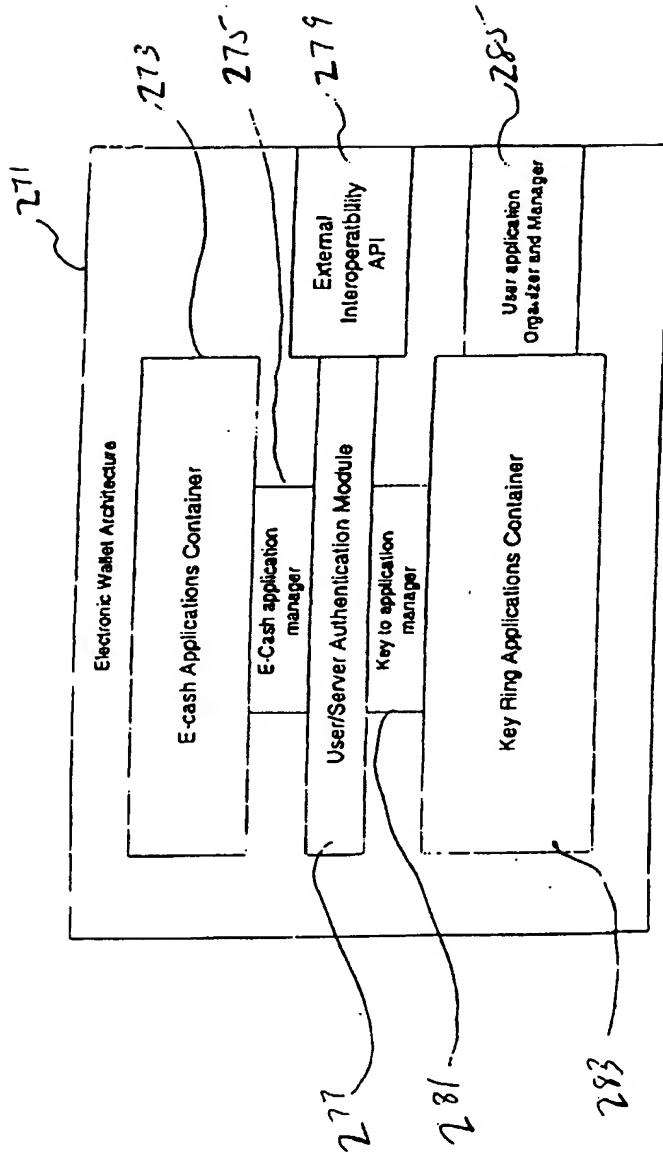 271
273
275
279
285
Electronic Wallet Architecture
E-cash Applications Container
E-Cash application
manager
External
Interoperatbility
API
User/Server Authentication Module
Key to application
manager
User application
Organizer and Manager
Key Ring Applications Container
277
281
283